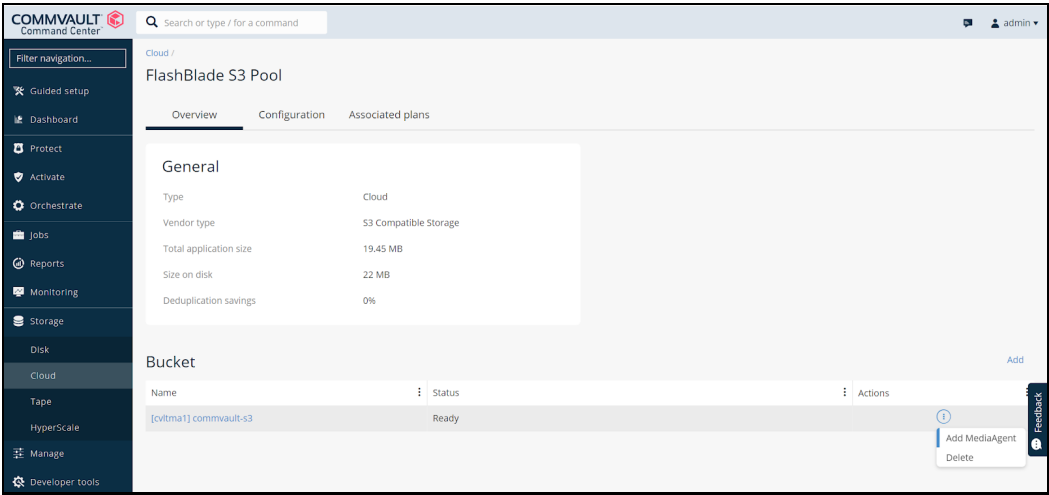 COMMVAULT
Command Center
Search or type / for a command
admin
Filter navigation...
Guided setup
Dashboard
Protect
Activate
Orchestrate
Jobs
Reports
Monitoring
Storage
Disk
Cloud
Tape
HyperScale
Manage
Developer tools
Cloud /
FlashBlade S3 Pool
Overview Configuration Associated plans
General
Type Cloud
Vendor type S3 Compatible Storage
Total application size 19.45 MB
Size on disk 22 MB
Deduplication savings 0%
Bucket Add
Name Status Actions
[cvltma1] commvault-s3 Ready
Add MediaAgent
Delete
Feedback